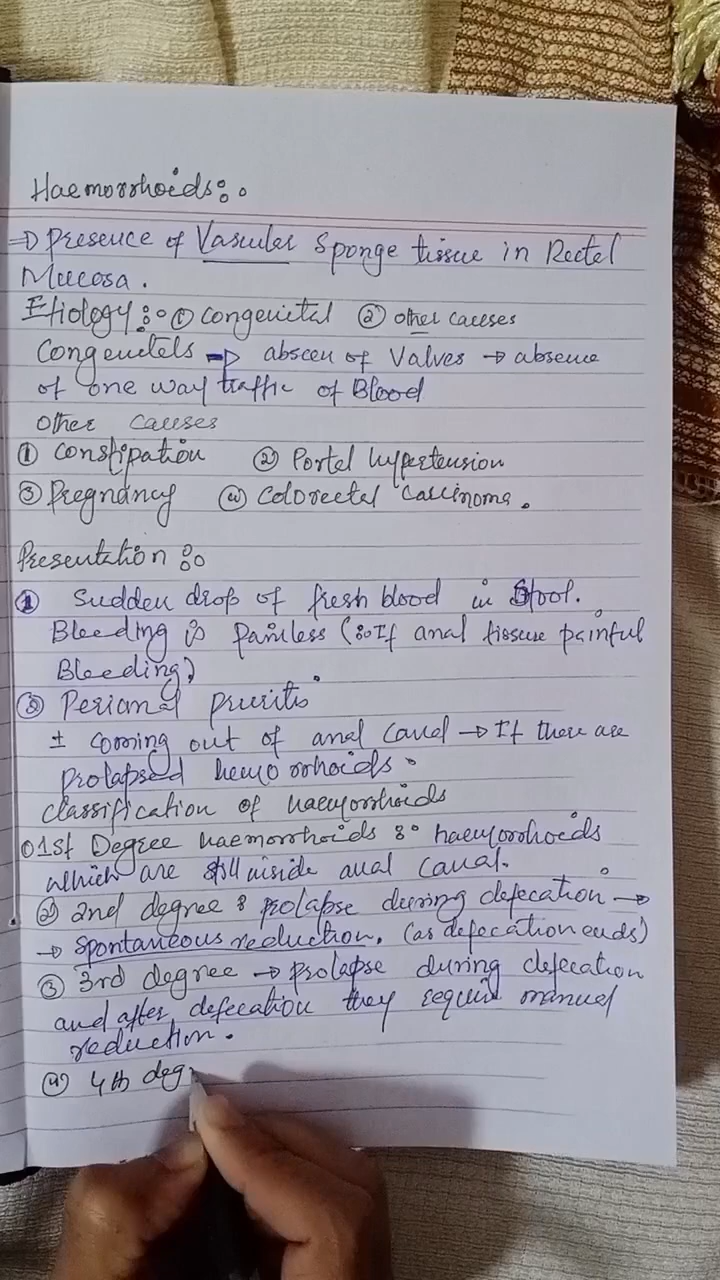 Haemorrhoids:
⇒ Presence of Vascular Sponge tissue in Rectel
Mucosa.
Etiology: ① Congenital ② other causes
Congenitals → absceu of Valves → absence
of one way traffic of Blood
Other Causes
① Constipation ② Portal hypertension
③ Pregnancy ④ Colorectal Carcinoma.
Presentation:
① Sudden drop of fresh blood in Stool.
Bleeding is painless (If anal fissure painful
Bleeding)
② Perianal pruritis
± coming out of anal canal → If there are
prolapsed hemorrhoids.
classification of haemorrhoids
① 1st Degree haemorrhoids: haemorrhoids
which are still inside anal canal.
② 2nd degree: prolapse during defecation →
→ Spontaneous reduction. (as defecation ends)
③ 3rd degree → prolapse during defecation
and after defecation they require manual
reduction.
④ 4th deg